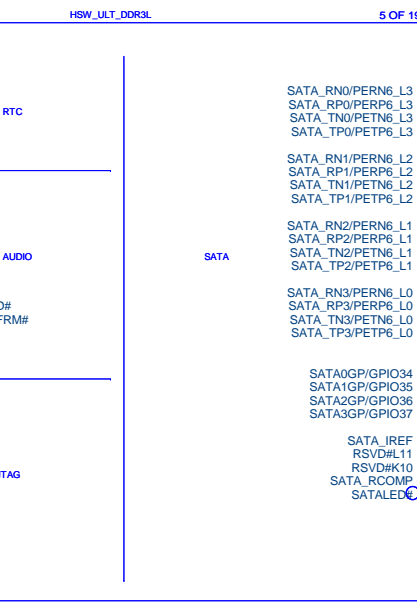 HSW_ULT_DDR3L
5 OF 19
RTC
SATA_RN0/PERN6_L3
SATA_RP0/PERP6_L3
SATA_TN0/PETN6_L3
SATA_TP0/PETP6_L3
SATA_RN1/PERN6_L2
SATA_RP1/PERP6_L2
SATA_TN1/PETN6_L2
SATA_TP1/PETP6_L2
AUDIO
SATA
SATA_RN2/PERN6_L1
SATA_RP2/PERP6_L1
SATA_TN2/PETN6_L1
SATA_TP2/PETP6_L1
D#
FRM#
SATA_RN3/PERN6_L0
SATA_RP3/PERP6_L0
SATA_TN3/PETN6_L0
SATA_TP3/PETP6_L0
SATA0GP/GPIO34
SATA1GP/GPIO35
SATA2GP/GPIO36
SATA3GP/GPIO37
JTAG
SATA_IREF
RSVD#L11
RSVD#K10
SATA_RCOMP
SATALED#